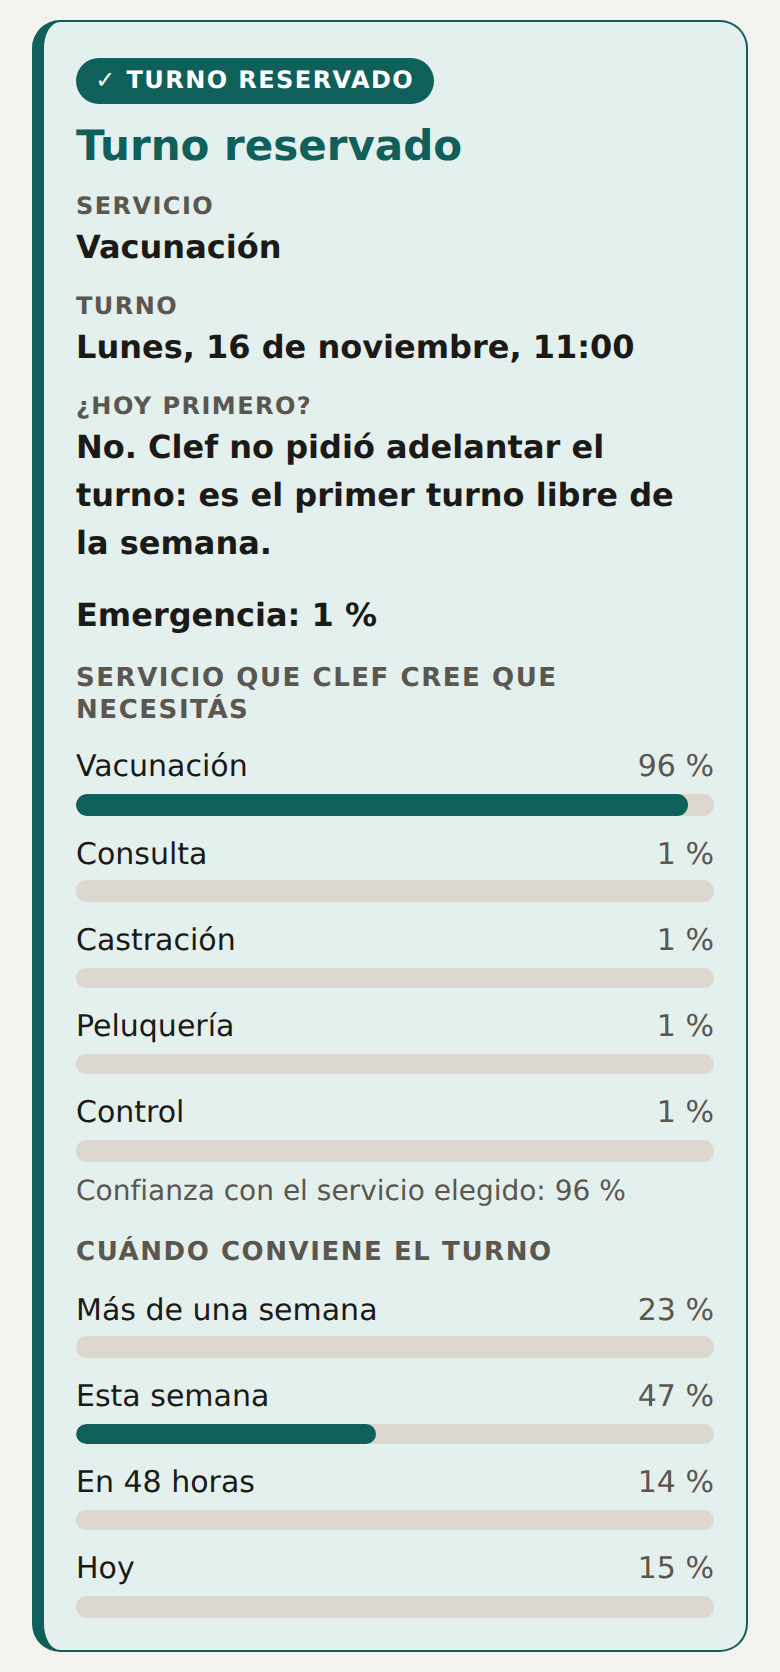 ✓ TURNO RESERVADO
Turno reservado
SERVICIO
Vacunación
TURNO
Lunes, 16 de noviembre, 11:00
¿HOY PRIMERO?
No. Clef no pidió adelantar el
turno: es el primer turno libre de
la semana.
Emergencia: 1 %
SERVICIO QUE CLEF CREE QUE
NECESITÁS
Vacunación 96 %
Consulta 1 %
Castración 1 %
Peluquería 1 %
Control 1 %
Confianza con el servicio elegido: 96 %
CUÁNDO CONVIENE EL TURNO
Más de una semana 23 %
Esta semana 47 %
En 48 horas 14 %
Hoy 15 %